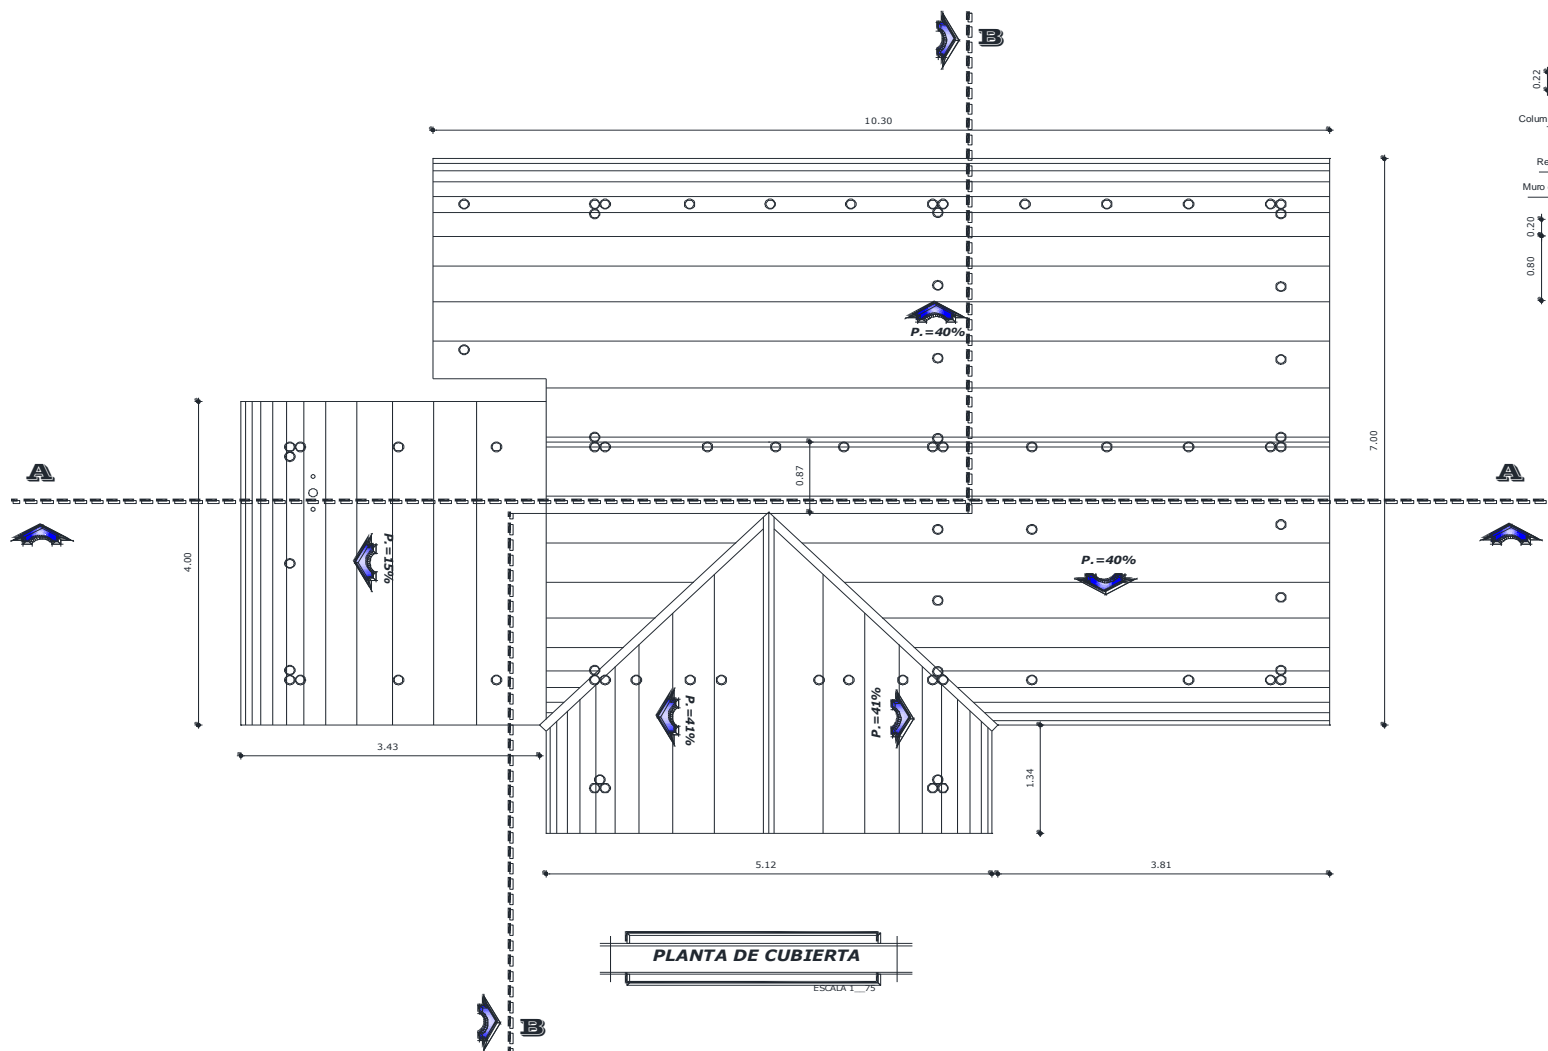 B
10.30
0.22
Colum
Re
Muro
0.20
0.80
P.=40%
7.00
0.87
A
A
4.00
P.=15%
P.=40%
P.=41%
P.=41%
3.43
1.34
5.12
3.81
PLANTA DE CUBIERTA
ESCALA 1__75
B